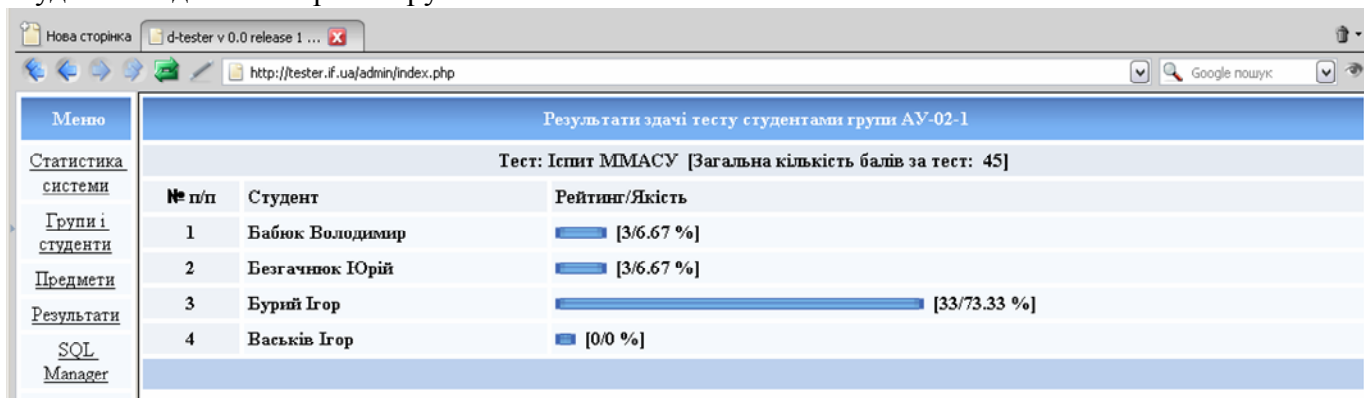 Нова сторінка d-tester v 0.0 release 1 ...
http://tester.if.ua/admin/index.php Google пошук
Меню
Статистика
системи
Групи і
студенти
Предмети
Результати
SQL
Manager
Результати здачі тесту студентами групи АУ-02-1
Тест: Іспит ММАСУ [Загальна кількість балів за тест: 45]
№ п/п Студент Рейтинг/Якість
1 Бабюк Володимир [3/6.67 %]
2 Безгачнюк Юрій [3/6.67 %]
3 Бурий Ігор [33/73.33 %]
4 Васьків Ігор [0/0 %]